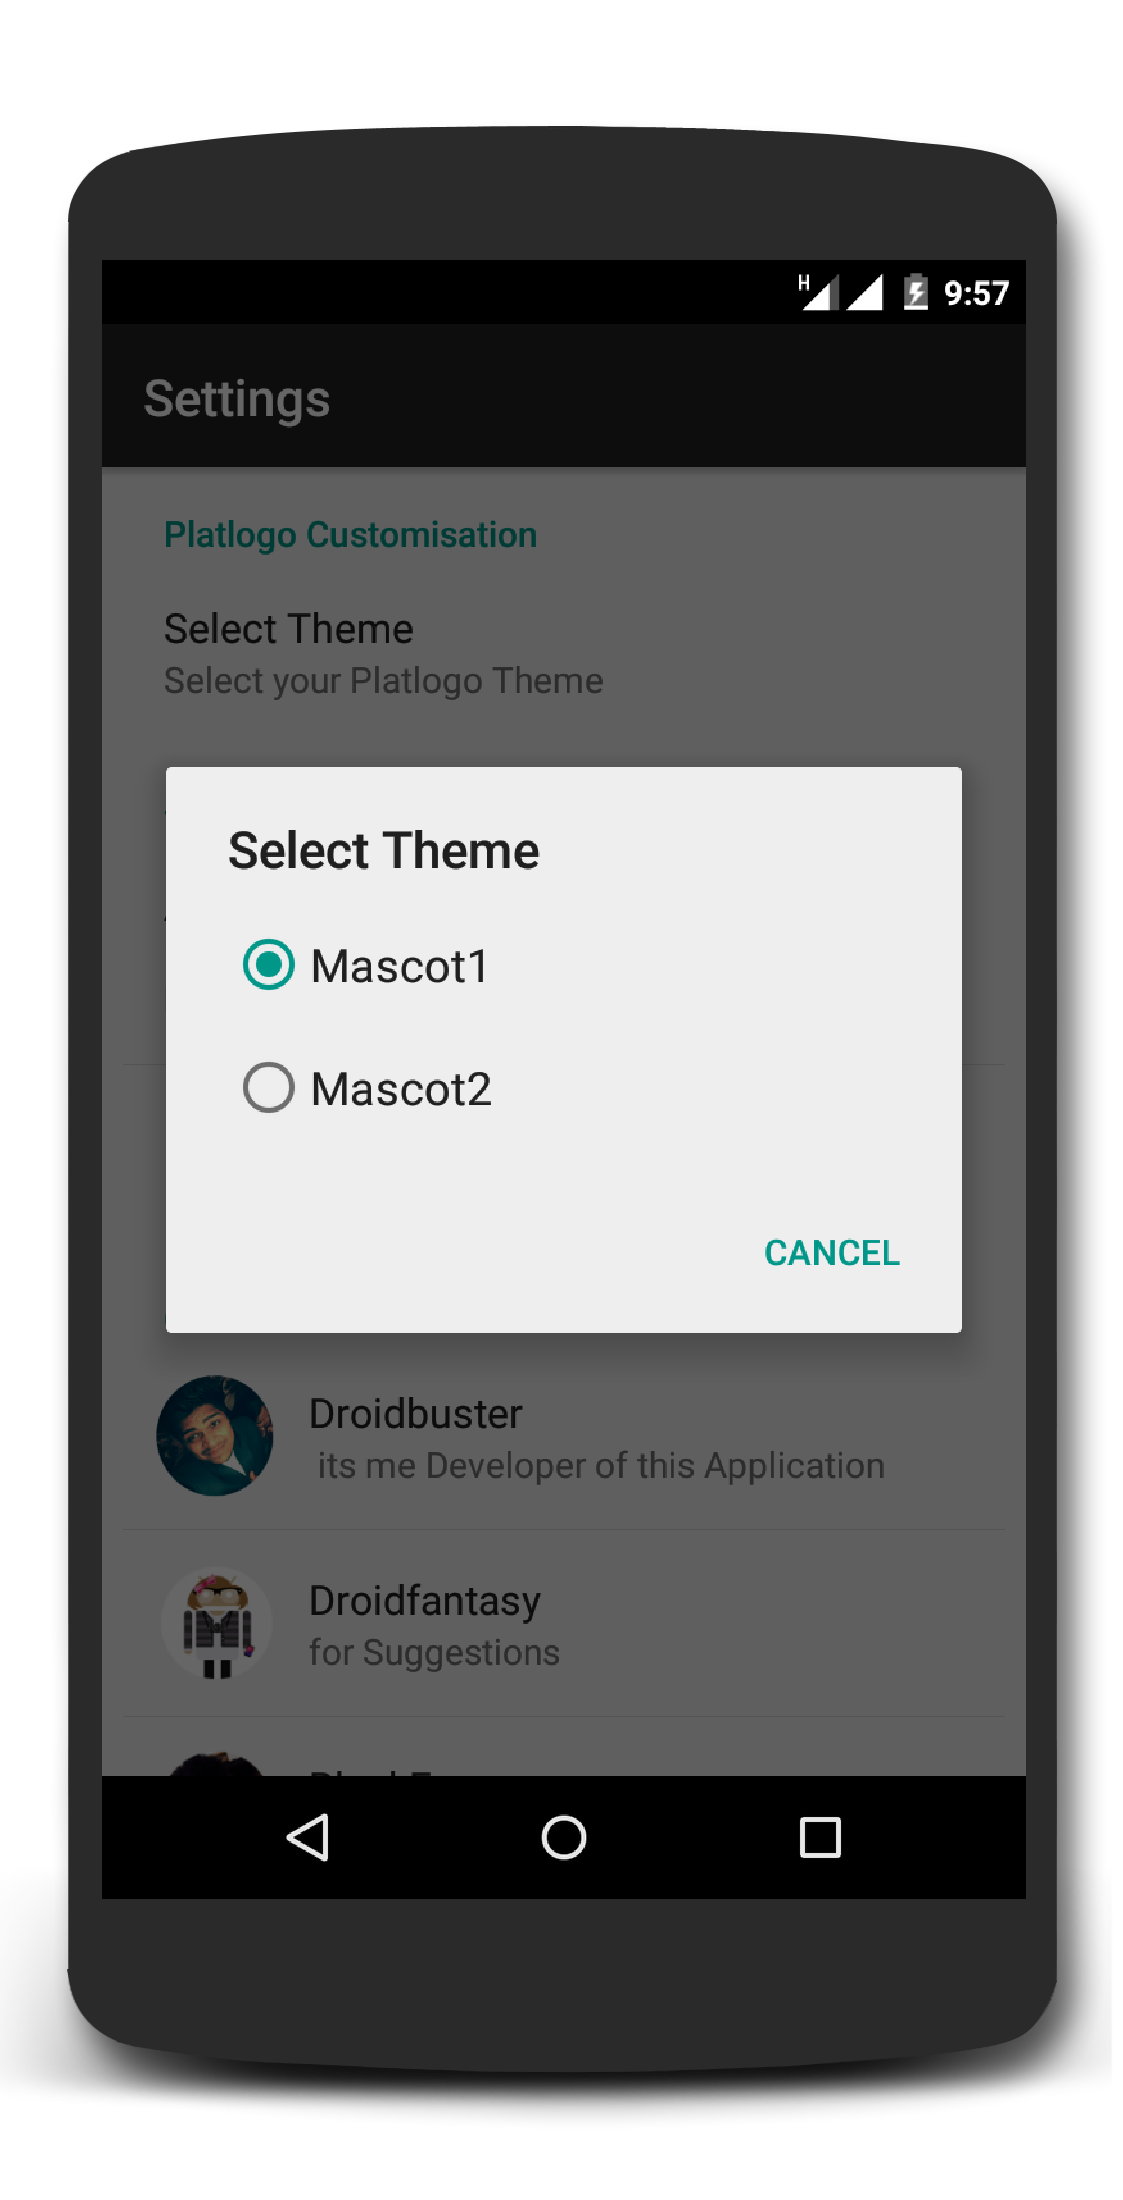 H
9:57
Settings
Platlogo Customisation
Select Theme
Select your Platlogo Theme
Select Theme
Mascot1
Mascot2
CANCEL
Droidbuster
its me Developer of this Application
Droidfantasy
for Suggestions